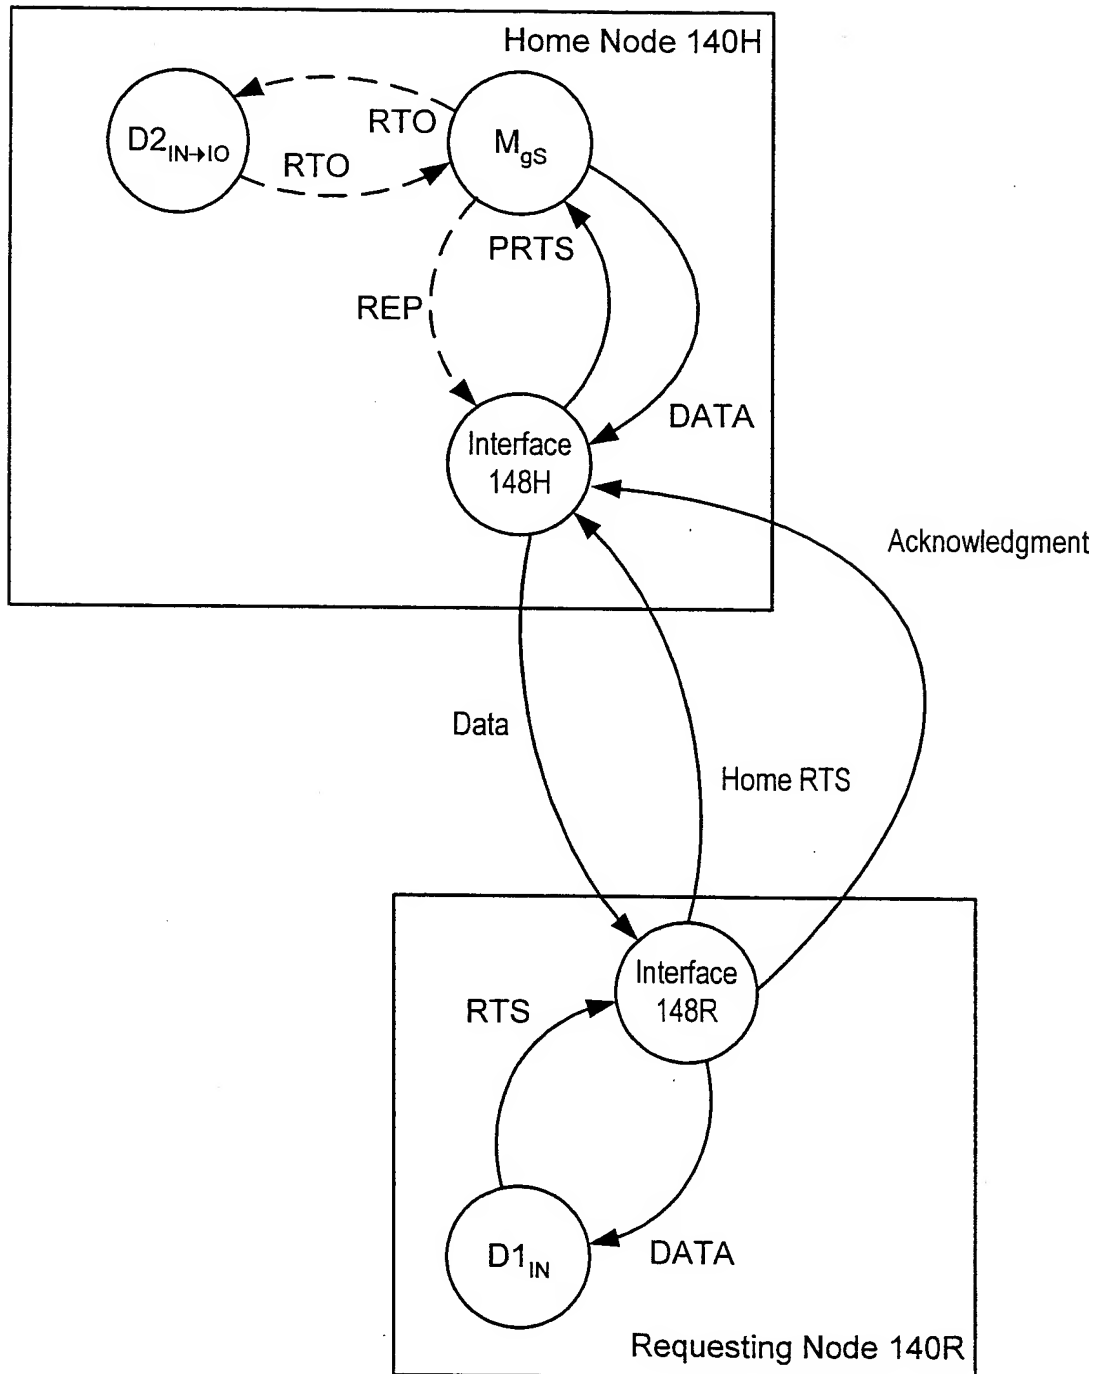 Home Node 140H
RTO
D2IN→IO
MgS
RTO
PRTS
REP
DATA
Interface
148H
Acknowledgment
Data
Home RTS
Interface
148R
RTS
D1IN
DATA
Requesting Node 140R